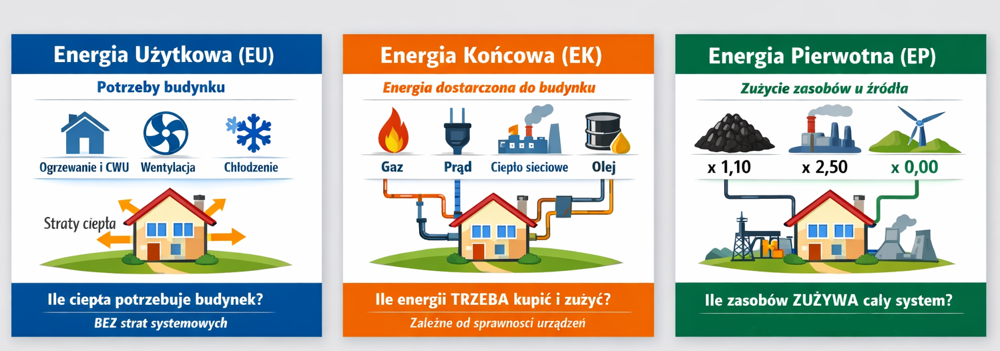 Energia Użytkowa (EU)
Potrzeby budynku
Ogrzewanie i CWU
Wentylacja
Chłodzenie
Straty ciepła
Ile ciepła potrzebuje budynek?
BEZ strat systemowych
Energia Końcowa (EK)
Energia dostarczona do budynku
Gaz
Prąd
Ciepło sieciowe
Olej
Ile energii TRZEBA kupić i zużyć?
Zależne od sprawnosci urządzeń
Energia Pierwotna (EP)
Zużycie zasobów u źródła
x 1,10
x 2,50
x 0,00
Ile zasobów ZUŻYWA cały system?